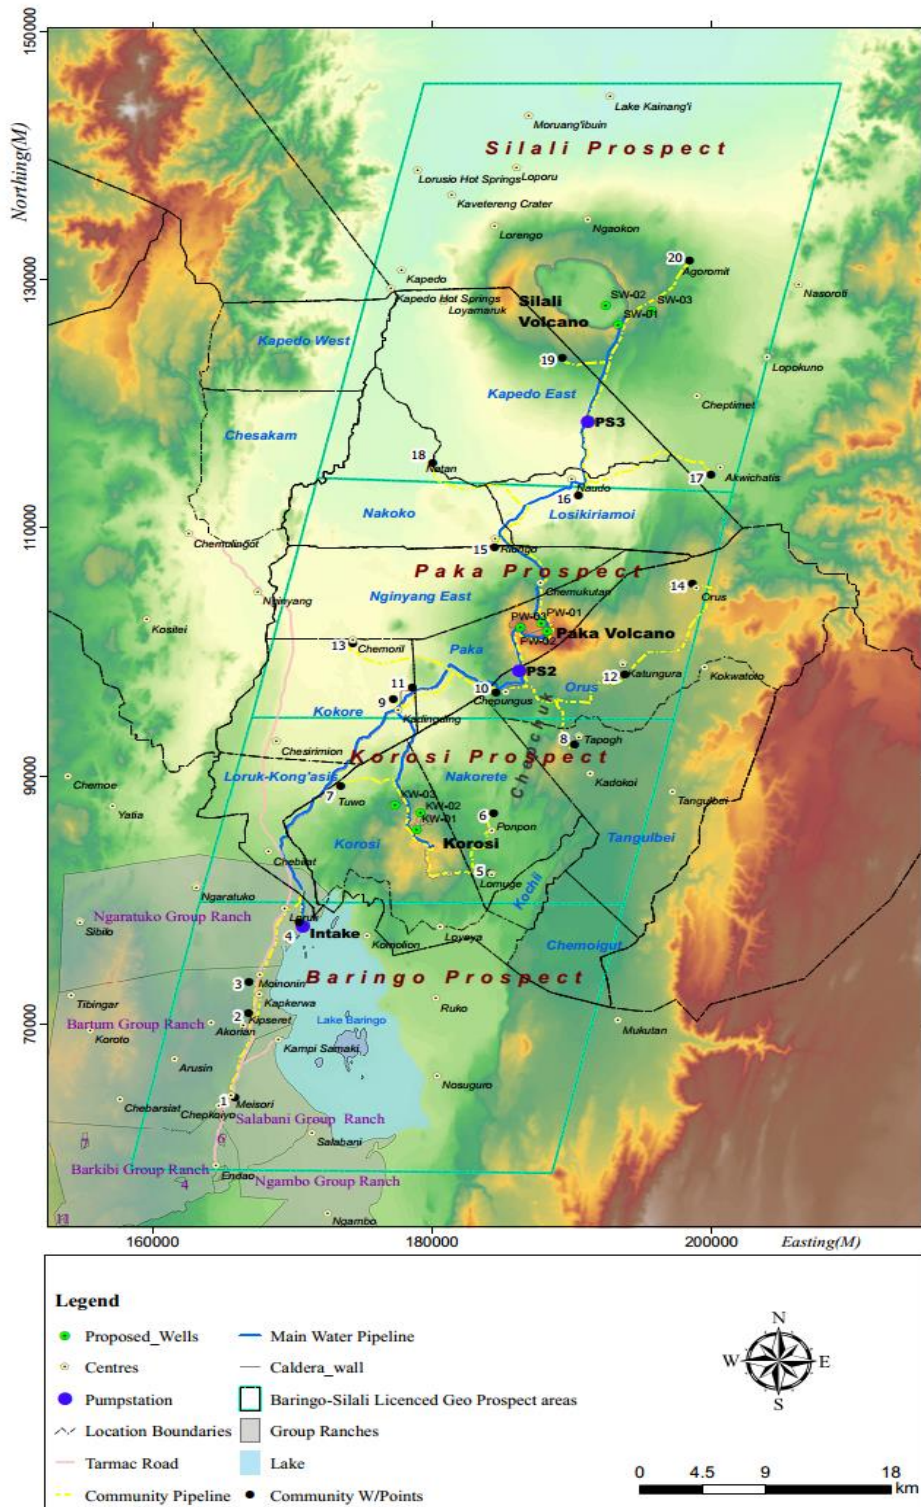 150000
Northing(M)
130000
110000
90000
70000
Lake Kainang'i
Moruang'ibuin
Silali Prospect
Lorusio Hot Springs
Loporu
Kavetereng Crater
Lorengo
Ngaokon
20
Agoromit
Kapedo
Nasoroti
Kapedo Hot Springs
Loyamaruk
Silali
Volcano
SW-02
SW-03
SW-01
Kapedo West
19
Lopokuno
Kapedo East
Cheptimet
Chesakam
PS3
18
Natan
17
Akwichatis
Naudo
16
Nakoko
Losikiriamoi
Chemolingot
15
Riongo
Paka Prospect
Nginyang
Nginyang East
Chemukutan
14
Orus
Kositei
PW-03
PW-01
Paka Volcano
PW-02
13
Chemoril
Paka
PS2
12
Katungura
Kokwatoto
11
10
Chepungus
Orus
9
Kadingding
Kokore
Chepchuk
8
Tapogh
Chesirimion
Korosi Prospect
Chemoe
Loruk-Kong'asis
Nakorete
Kadokoi
Yatia
7
Tuwo
KW-03
KW-02
KW-01
6
Ponpon
Tangulbei
Korosi
Korosi
Tangulbei
Chebilat
5
Lomuge
Kochii
Ngaratuko
Ngaratuko Group Ranch
Sibilo
Loruk
4
Intake
Komolion
Loyeya
Chemoigut
Baringo Prospect
3
Moinonin
Tibingar
Kapkerwa
Ruko
2
Kipseret
Bartum Group Ranch
Akorian
Koroto
Lake Baringo
Mukutan
Kampi Samaki
Arusin
Nosuguro
1
Meisori
Chebarsiat
Chepkoiyo
Salabani Group Ranch
6
Salabani
Barkibi Group Ranch
Endao
4
Ngambo Group Ranch
Ngambo
160000
180000
200000
Easting(M)
Legend
Proposed_Wells
Main Water Pipeline
Centres
Caldera_wall
Pumpstation
Baringo-Silali Licenced Geo Prospect areas
Location Boundaries
Group Ranches
Tarmac Road
Lake
Community Pipeline
Community W/Points
N
W
E
S
0
4.5
9
18
km